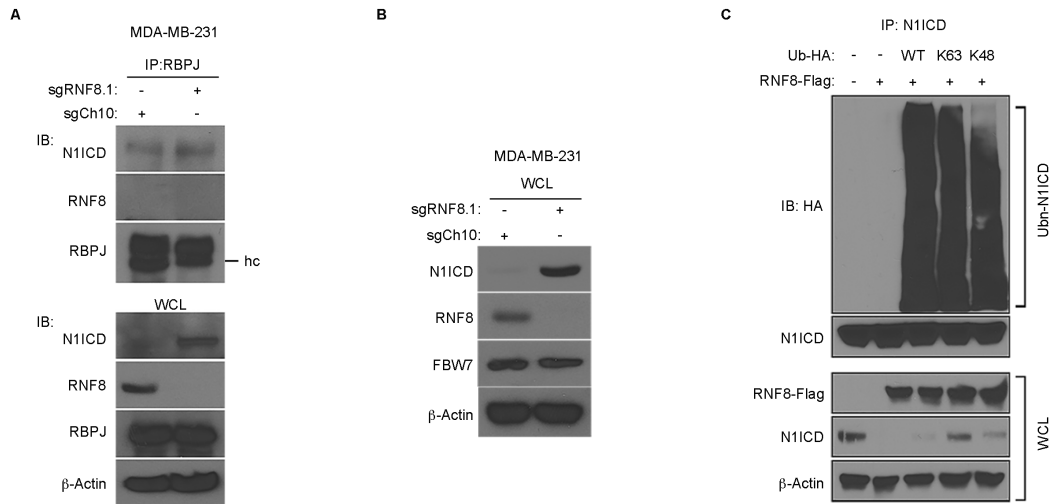 A
MDA-MB-231
IP:RBPJ
sgRNF8.1: - +
sgCh10: + -
IB:
N1ICD
RNF8
RBPJ
hc
WCL
IB:
N1ICD
RNF8
RBPJ
β-Actin
B
MDA-MB-231
WCL
sgRNF8.1: - +
sgCh10: + -
N1ICD
RNF8
FBW7
β-Actin
C
IP: N1ICD
Ub-HA: - - WT K63 K48
RNF8-Flag: - + + + +
IB: HA
Ubn-N1ICD
N1ICD
RNF8-Flag
N1ICD
β-Actin
WCL